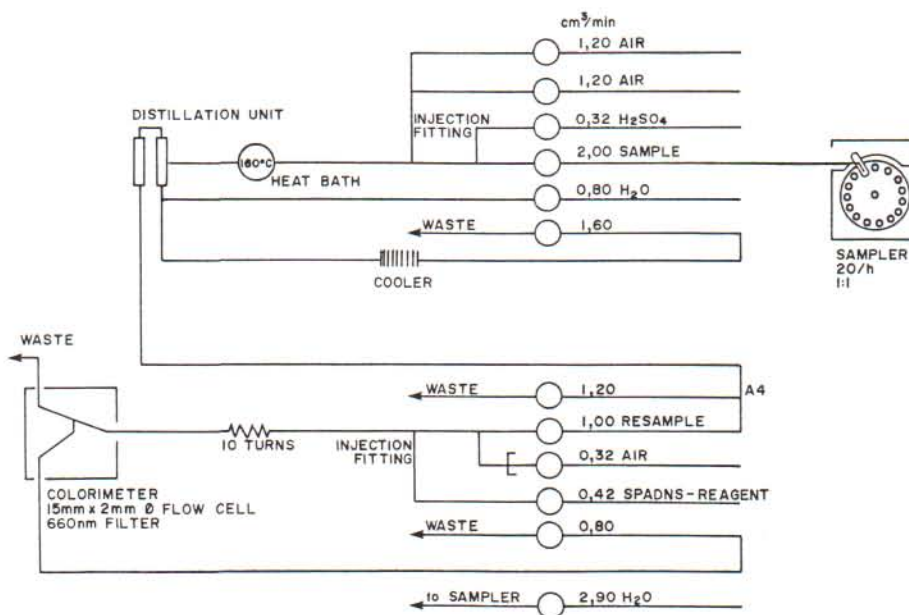 cm³/min
1,20 AIR
1,20 AIR
DISTILLATION UNIT
INJECTION
FITTING
0,32 H₂SO₄
160°C
2,00 SAMPLE
HEAT BATH
0,80 H₂O
WASTE
1,60
COOLER
SAMPLER
20/h
1:1
WASTE
WASTE
1,20
A4
1,00 RESAMPLE
10 TURNS
INJECTION
FITTING
0,32 AIR
COLORIMETER
15mm x 2mm Ø FLOW CELL
660nm FILTER
0,42 SPADNS-REAGENT
WASTE
0,80
to SAMPLER
2,90 H₂O